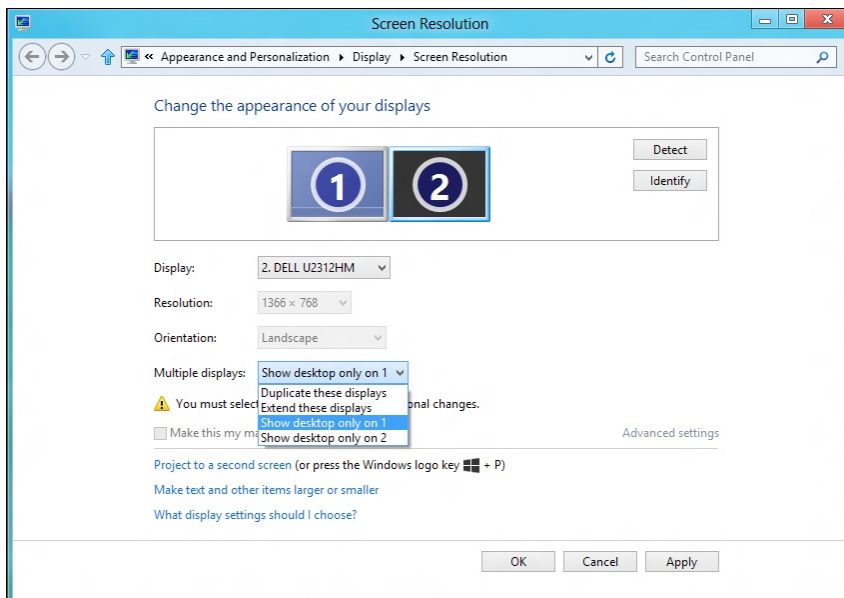 Screen Resolution
« Appearance and Personalization Display Screen Resolution Search Control Panel
Change the appearance of your displays
1 2
Detect
Identify
Display: 2. DELL U2312HM
Resolution: 1366 × 768
Orientation: Landscape
Multiple displays: Show desktop only on 1
Duplicate these displays
Extend these displays
Show desktop only on 1
Show desktop only on 2
You must select changes.
Make this my
Advanced settings
Project to a second screen (or press the Windows logo key + P)
Make text and other items larger or smaller
What display settings should I choose?
OK Cancel Apply